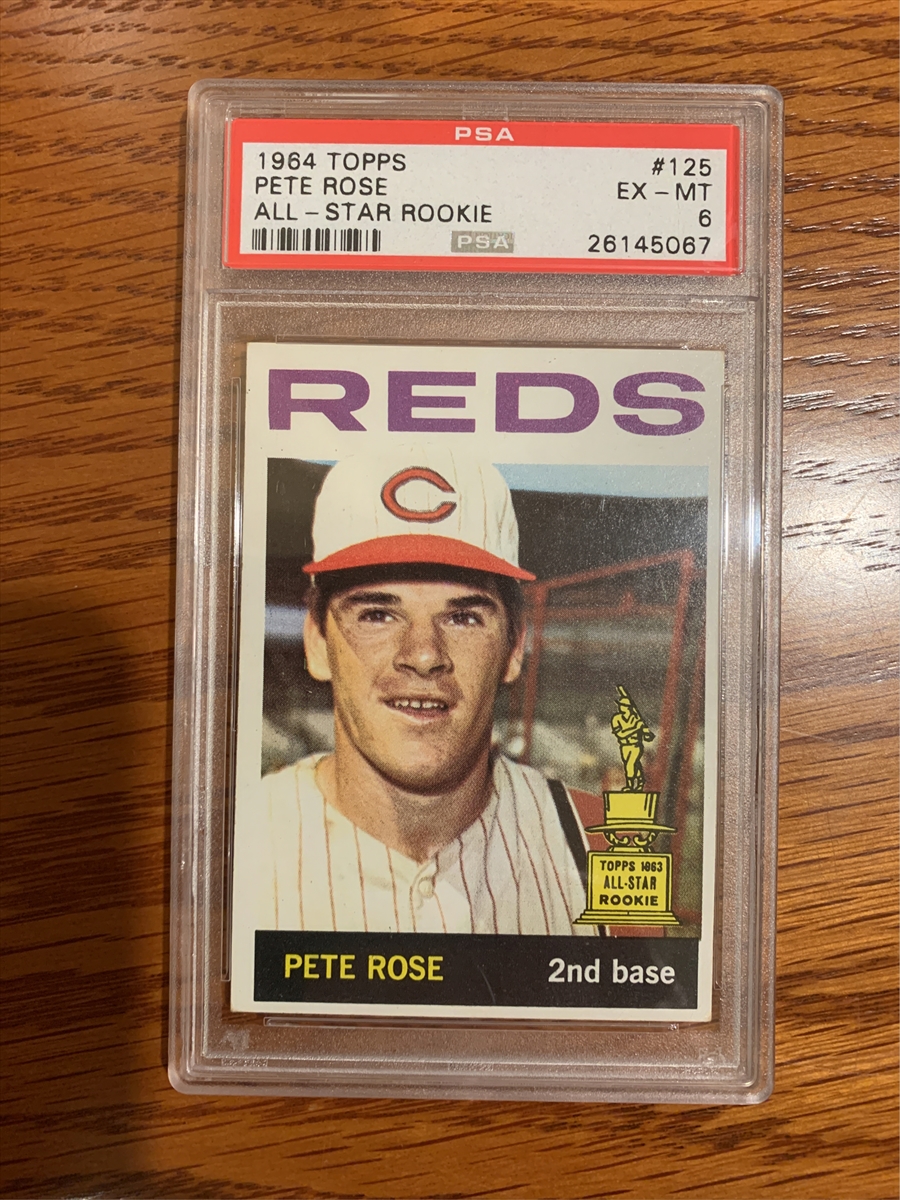 PSA
1964 TOPPS #125
PETE ROSE EX - MT
ALL - STAR ROOKIE 6
PSA 26145067
REDS
C
TOPPS 1963
ALL-STAR
ROOKIE
PETE ROSE 2nd base